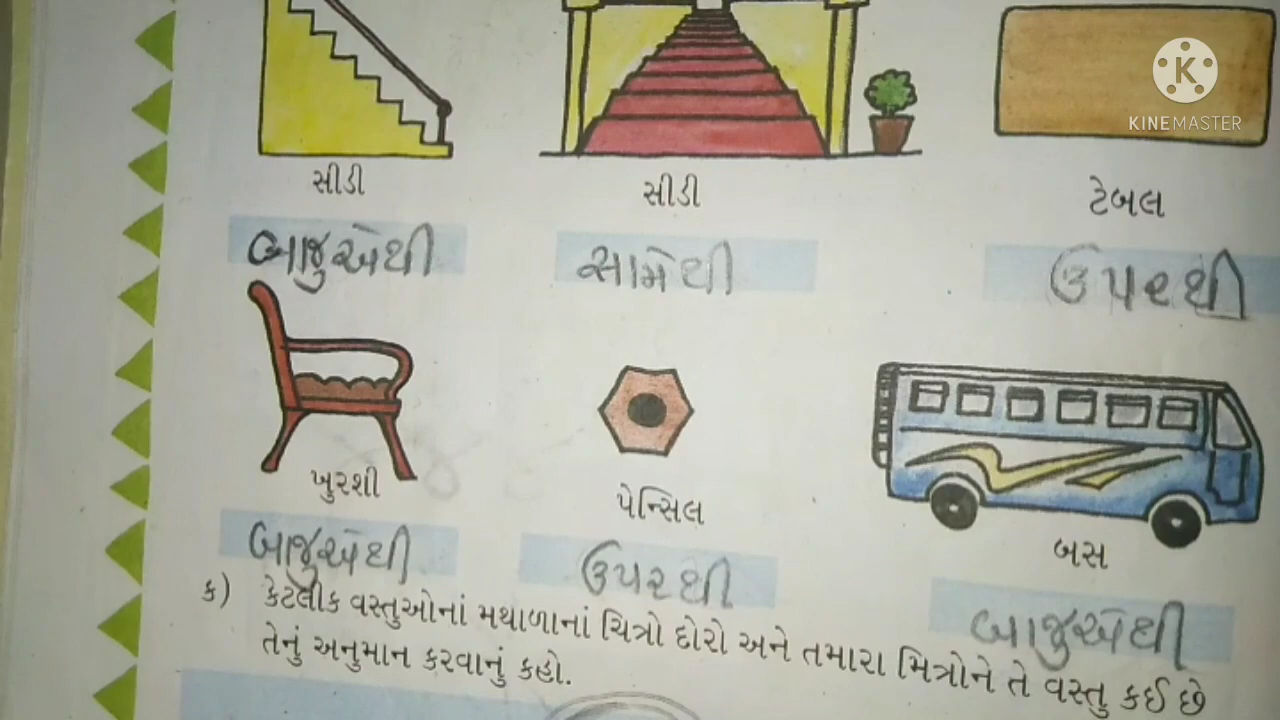 K
KINEMASTER
સીડી
સીડી
ટેબલ
બાજુએથી
સામેથી
ઉપરથી
ખુરશી
પેન્સિલ
બસ
બાજુએથી
ઉપરથી
બાજુએથી
ક) કેટલીક વસ્તુઓનાં મથાળાનાં ચિત્રો દોરો અને તમારા મિત્રોને તે વસ્તુ કઈ છે
તેનું અનુમાન કરવાનું કહો.